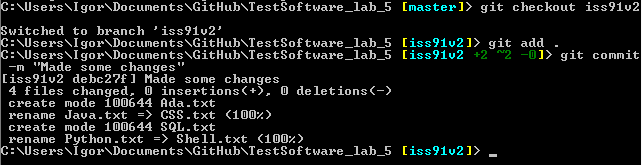 C:\Users\Igor\Documents\GitHub\TestSoftware_lab_5 [master]> git checkout iss91v2
Switched to branch 'iss91v2'
C:\Users\Igor\Documents\GitHub\TestSoftware_lab_5 [iss91v2]> git add .
C:\Users\Igor\Documents\GitHub\TestSoftware_lab_5 [iss91v2 +2 ~2 -0]> git commit
-m "Made some changes"
[iss91v2 debc27f] Made some changes
4 files changed, 0 insertions(+), 0 deletions(-)
create mode 100644 Ada.txt
rename Java.txt => CSS.txt (100%)
create mode 100644 SQL.txt
rename Python.txt => Shell.txt (100%)
C:\Users\Igor\Documents\GitHub\TestSoftware_lab_5 [iss91v2]> _